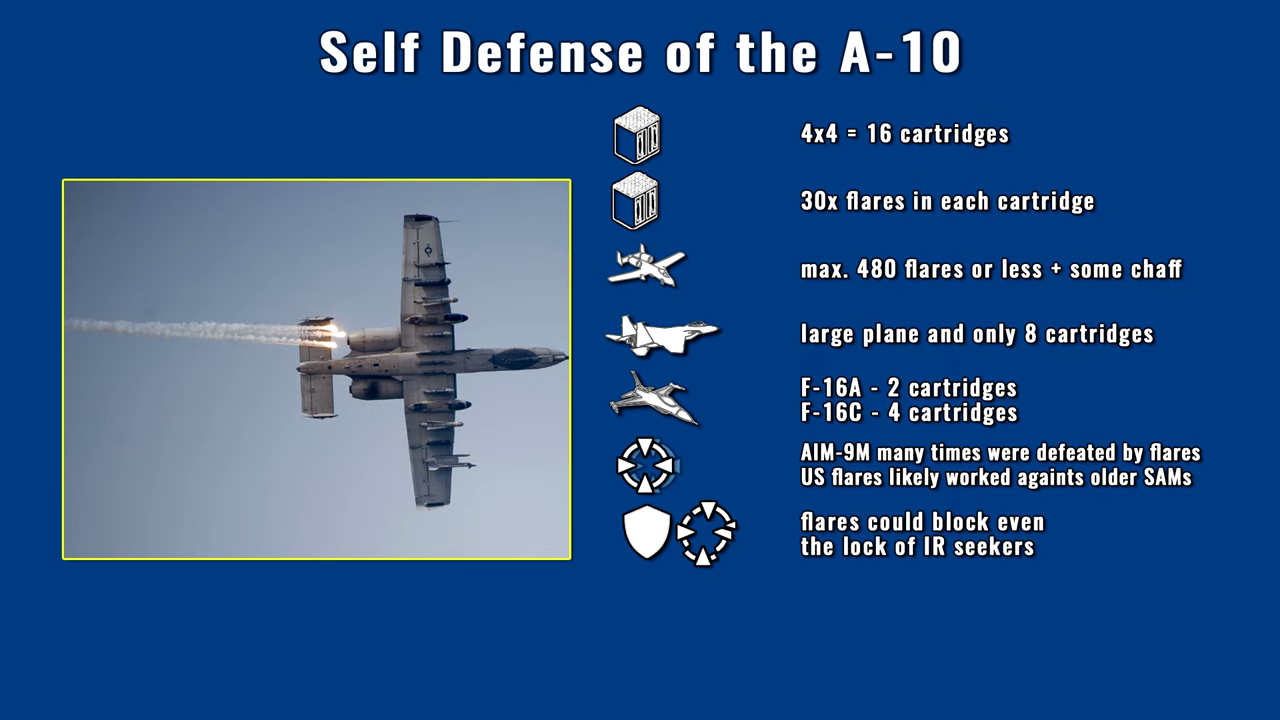 Self Defense of the A-10
4x4 = 16 cartridges
30x flares in each cartridge
max. 480 flares or less + some chaff
large plane and only 8 cartridges
F-16A - 2 cartridges
F-16C - 4 cartridges
AIM-9M many times were defeated by flares
US flares likely worked againts older SAMs
flares could block even
the lock of IR seekers